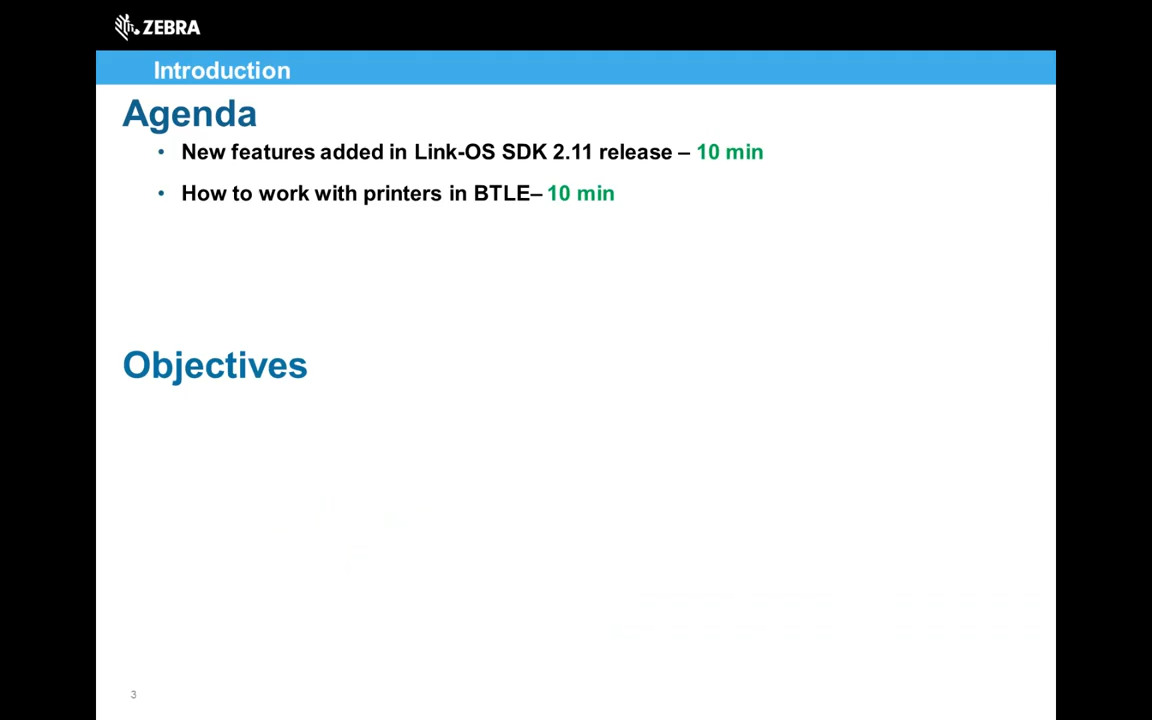 ZEBRA
Introduction
Agenda
• New features added in Link-OS SDK 2.11 release – 10 min
• How to work with printers in BTLE– 10 min
Objectives
3